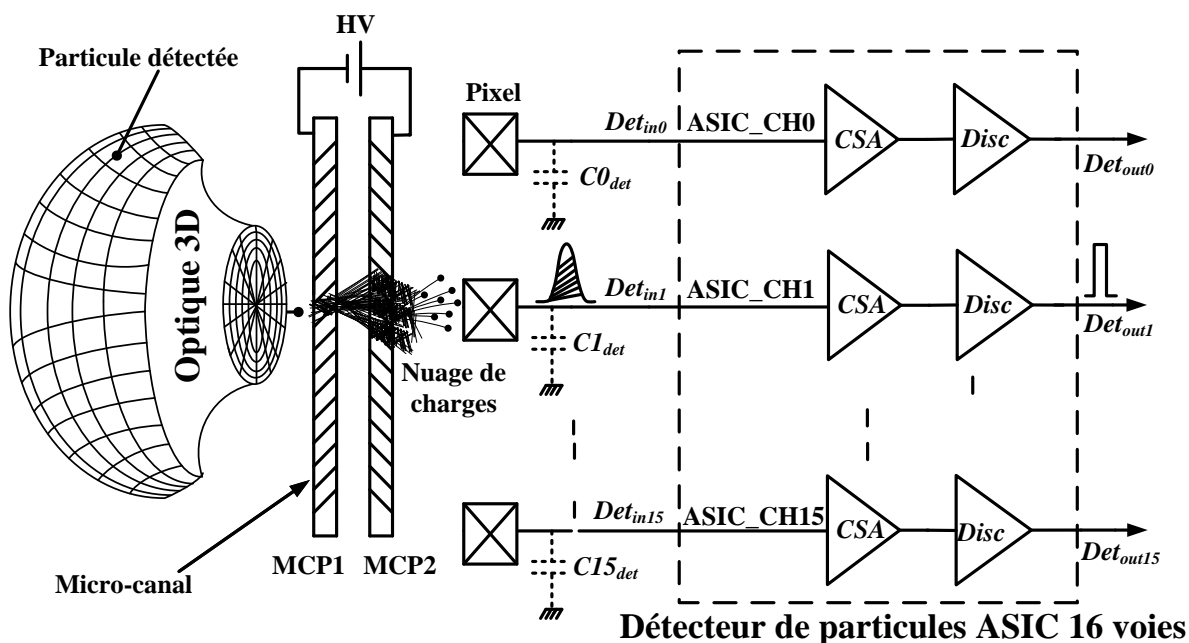 HV
Particule détectée
Pixel
Det_in0
ASIC_CH0
CSA
Disc
Det_out0
C0_det
Optique 3D
Det_in1
ASIC_CH1
CSA
Disc
Det_out1
C1_det
Nuage de
charges
Det_in15
ASIC_CH15
CSA
Disc
Det_out15
C15_det
MCP1
MCP2
Micro-canal
Détecteur de particules ASIC 16 voies